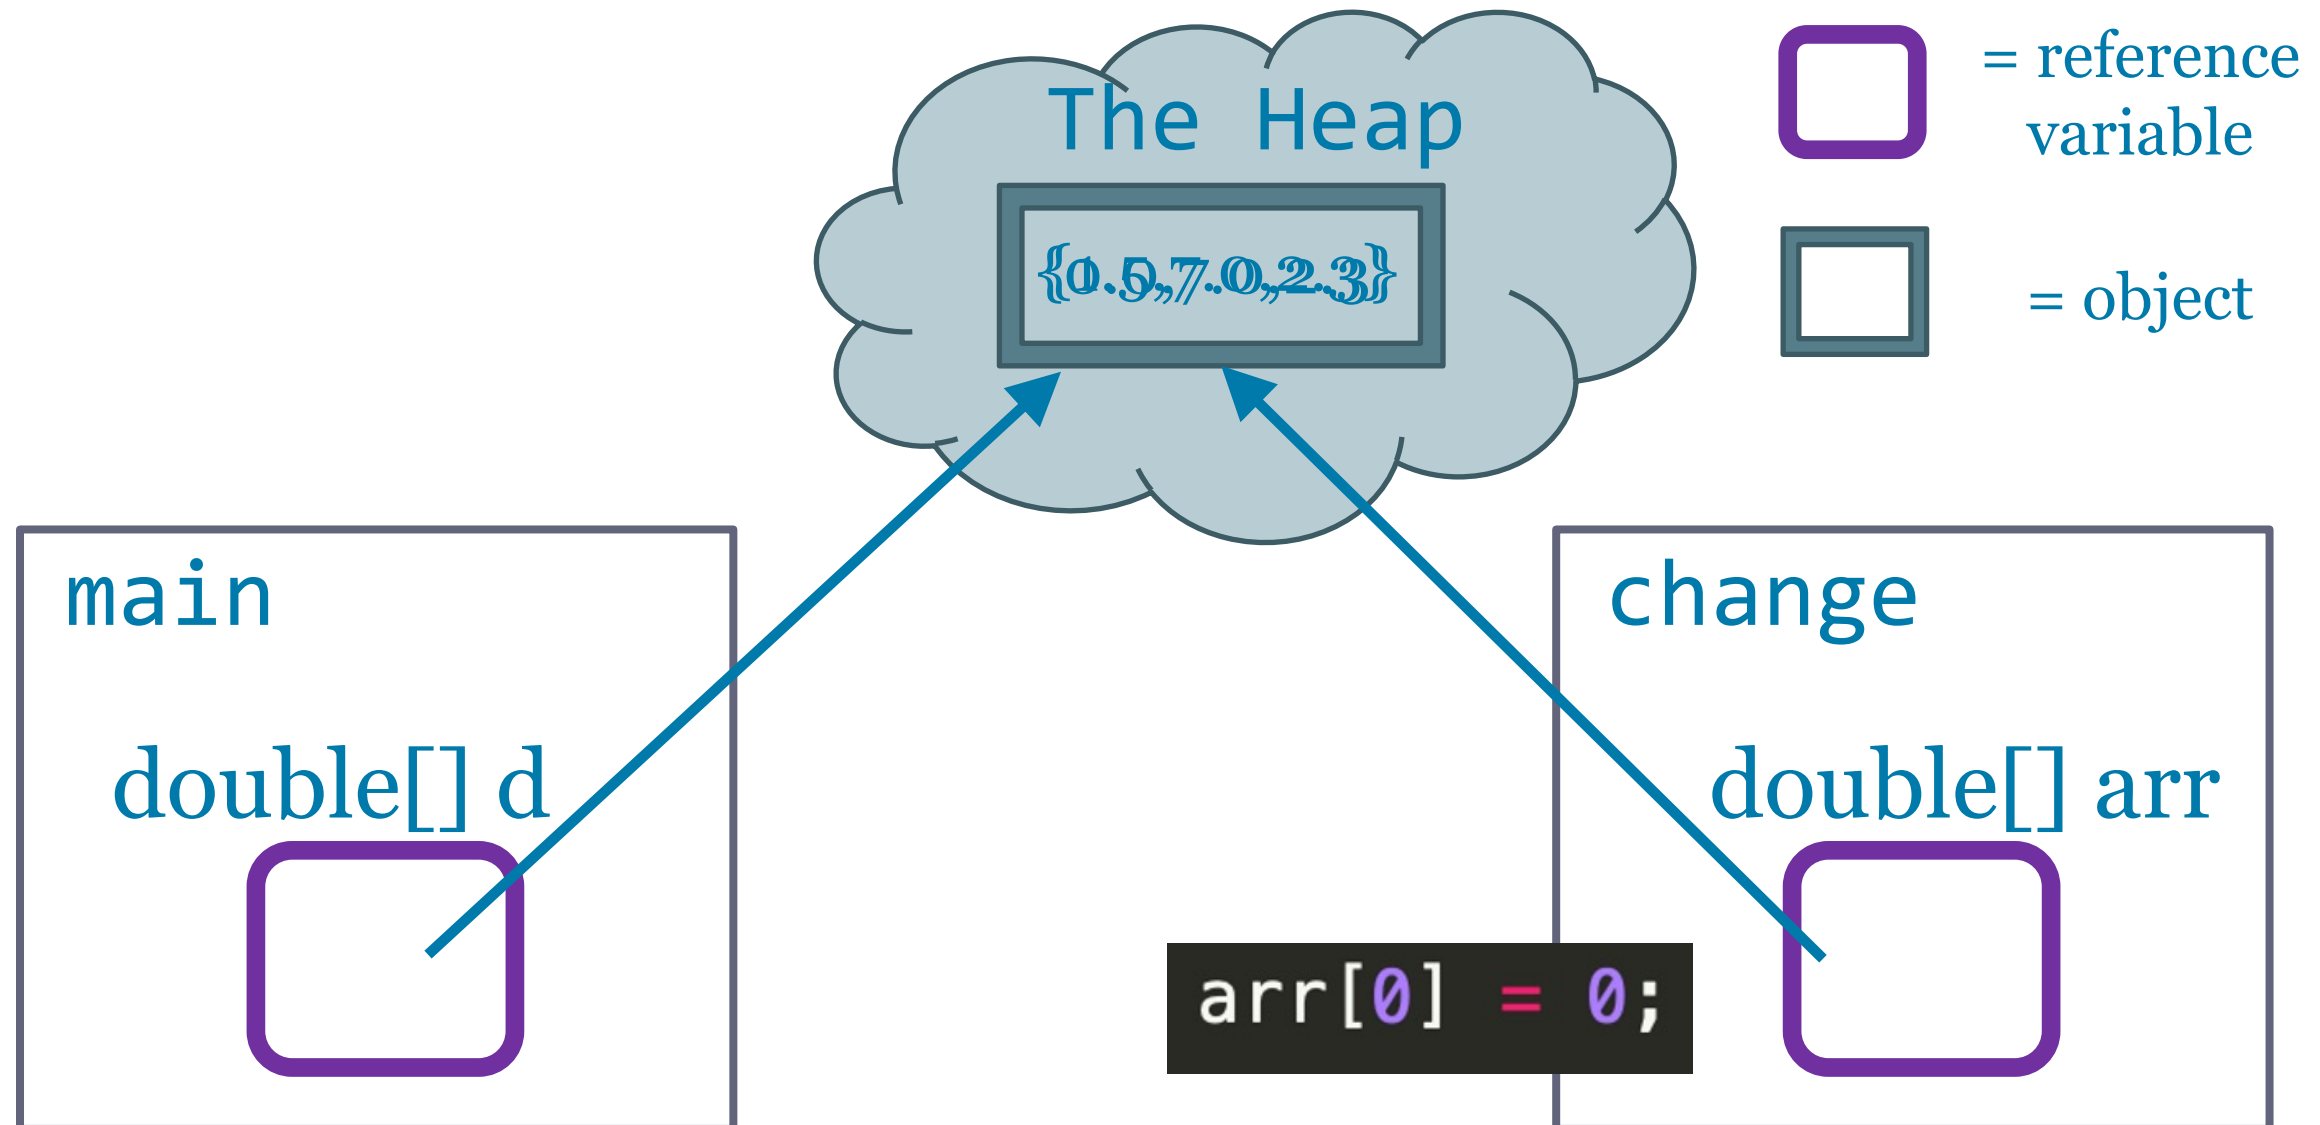 The Heap
= reference
variable
= object
main
change
double[] d
double[] arr
arr[0] = 0;